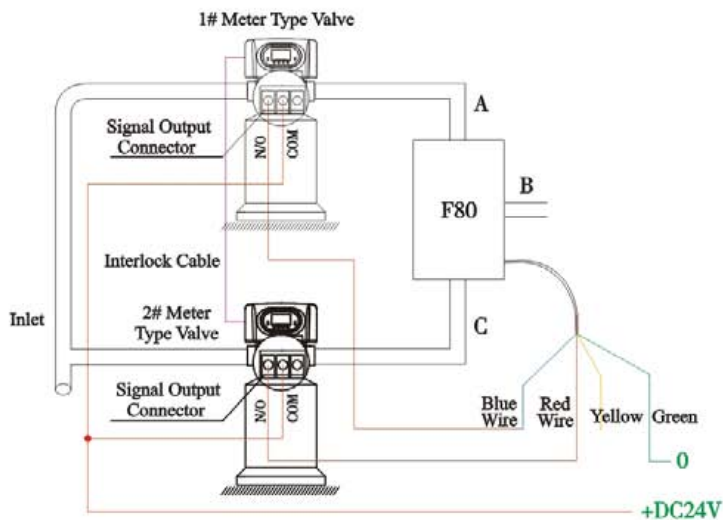 1# Meter Type Valve
A
Signal Output
Connector
N/O
COM
F80
B
Interlock Cable
Inlet
2# Meter
Type Valve
C
Signal Output
Connector
N/O
COM
Blue
Wire
Red
Wire
Yellow
Green
0
+DC24V